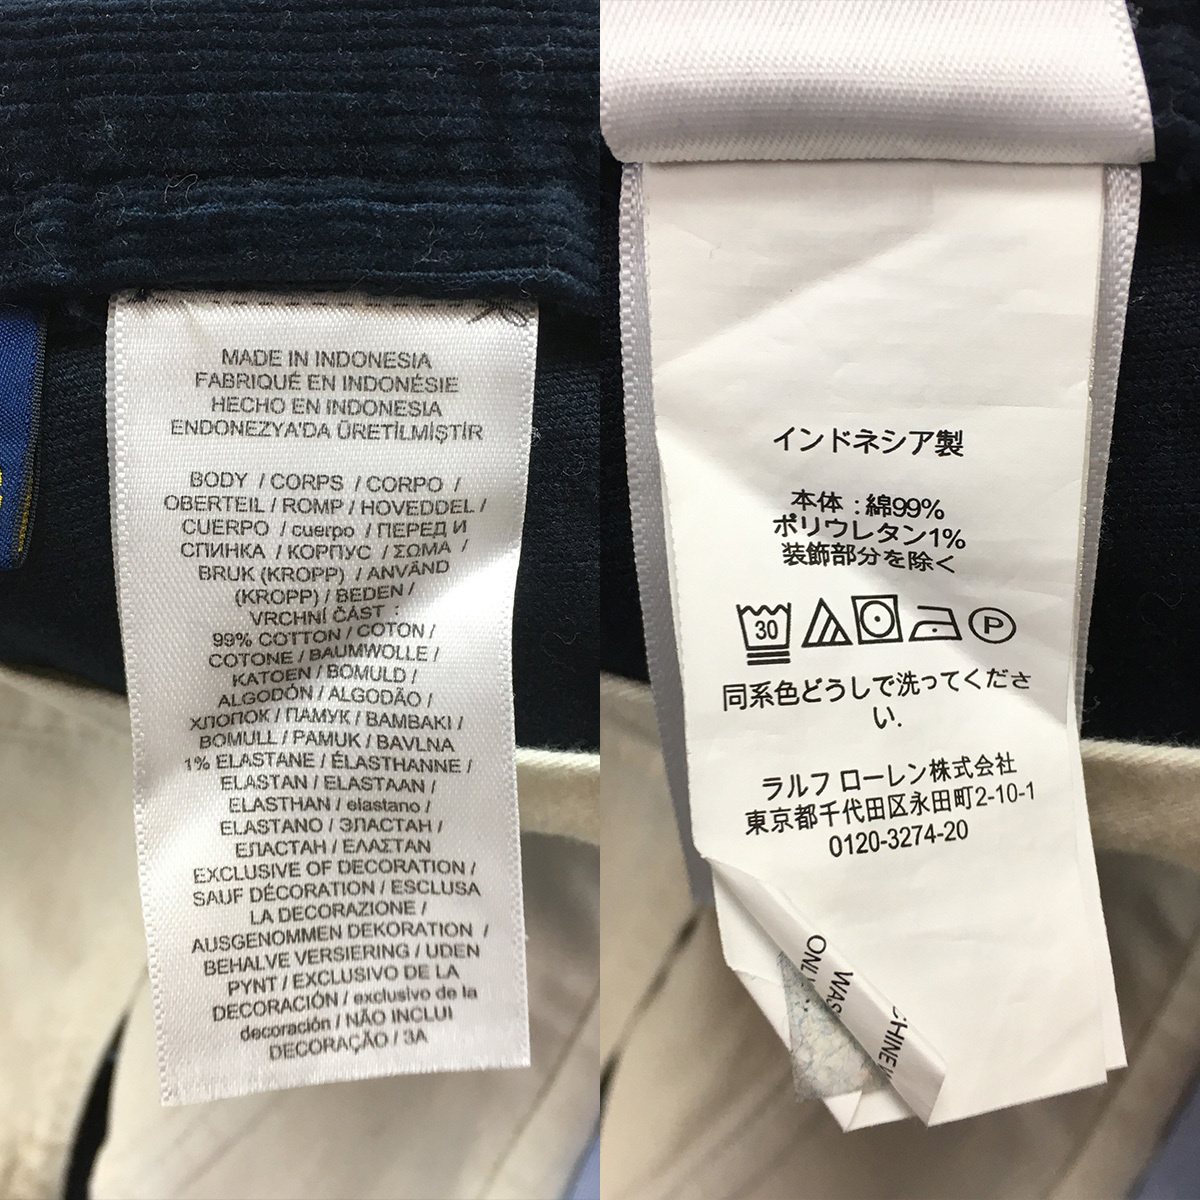 MADE IN INDONESIA
FABRIQUÉ EN INDONÉSIE
HECHO EN INDONESIA
ENDONEZYA'DA ÜRETİLMİŞTİR
BODY / CORPS / CORPO /
OBERTEIL / ROMP / HOVEDDEL /
CUERPO / cuerpo / ПЕРЕД И
СПИНКА / КОРПУС / ΣΩΜΑ /
BRUK (KROPP) / ANVÄND
(KROPP) / BEDEN /
VRCHNÍ ČÁST :
99% COTTON / COTON /
COTONE / BAUMWOLLE /
KATOEN / BOMULD /
ALGODÓN / ALGODÃO /
ХЛОПОК / ПАМУК / ΒΑΜΒΑΚΙ /
BOMULL / PAMUK / BAVLNA
1% ELASTANE / ÉLASTHANNE /
ELASTAN / ELASTAAN /
ELASTHAN / elastano /
ELASTANO / ЭЛАСТАН /
ЕЛАСТАН / ΕΛΑΣΤΑΝ
EXCLUSIVE OF DECORATION /
SAUF DÉCORATION / ESCLUSA
LA DECORAZIONE /
AUSGENOMMEN DEKORATION /
BEHALVE VERSIERING / UDEN
PYNT / EXCLUSIVO DE LA
DECORACIÓN / exclusivo de la
decoración / NÃO INCLUI
DECORAÇÃO / 3A
インドネシア製
本体 : 綿99%
ポリウレタン1%
装飾部分を除く
30 P
同系色どうしで洗ってくださ
い.
ラルフ ローレン株式会社
東京都千代田区永田町2-10-1
0120-3274-20